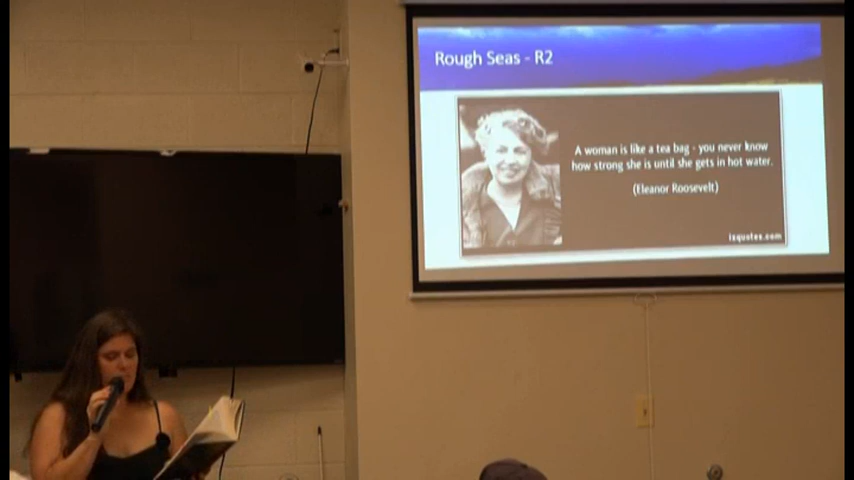 Rough Seas - R2
A woman is like a tea bag - you never know
how strong she is until she gets in hot water.
(Eleanor Roosevelt)
izquotes.com